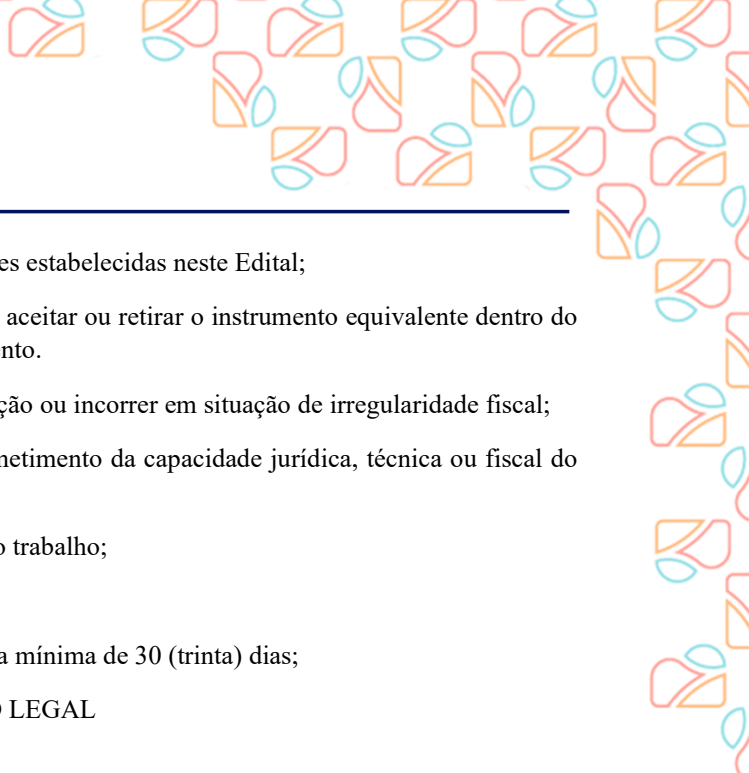 es estabelecidas neste Edital;
aceitar ou retirar o instrumento equivalente dentro do
nto.
ção ou incorrer em situação de irregularidade fiscal;
metimento da capacidade jurídica, técnica ou fiscal do
o trabalho;
a mínima de 30 (trinta) dias;
LEGAL